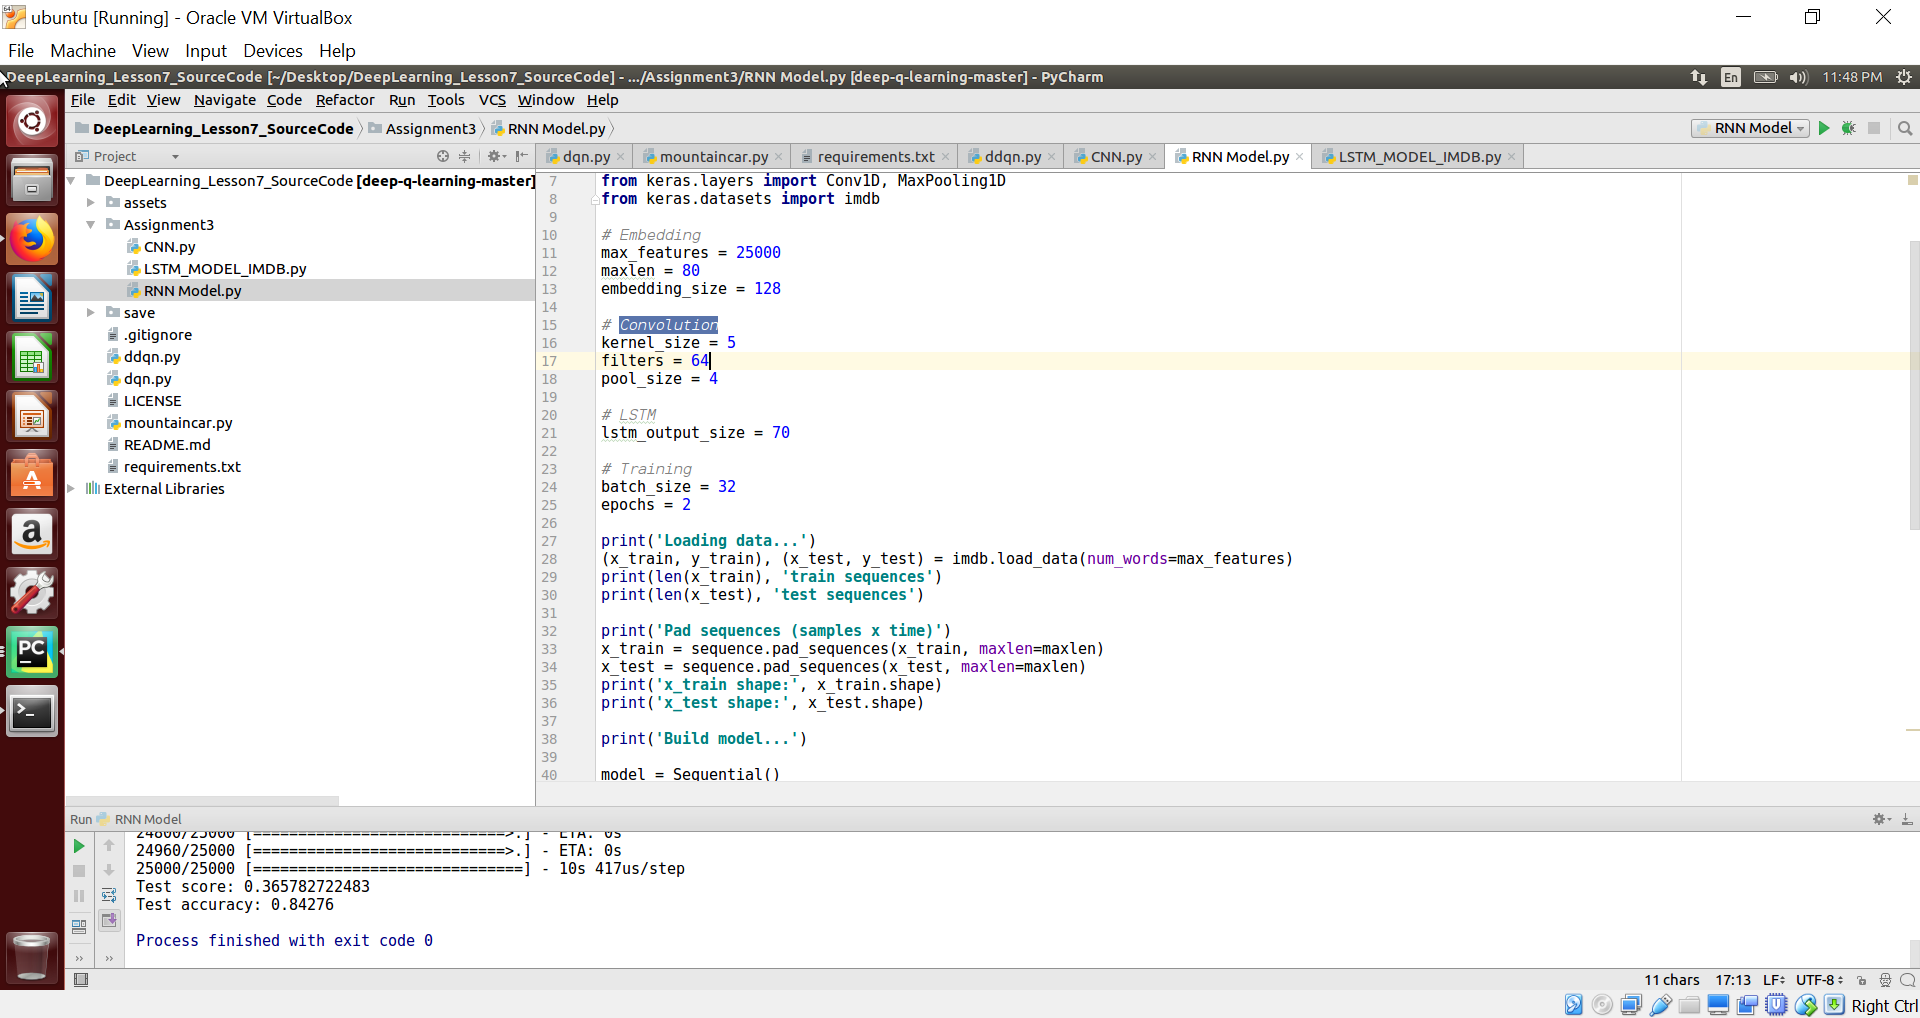 ubuntu [Running] - Oracle VM VirtualBox
File Machine View Input Devices Help
DeepLearning_Lesson7_SourceCode [~/Desktop/DeepLearning_Lesson7_SourceCode] - .../Assignment3/RNN Model.py [deep-q-learning-master] - PyCharm
En 11:48 PM
File Edit View Navigate Code Refactor Run Tools VCS Window Help
DeepLearning_Lesson7_SourceCode Assignment3 RNN Model.py
RNN Model
Project
dqn.py mountaincar.py requirements.txt ddqn.py CNN.py RNN Model.py LSTM_MODEL_IMDB.py
DeepLearning_Lesson7_SourceCode [deep-q-learning-master]
assets
Assignment3
CNN.py
LSTM_MODEL_IMDB.py
RNN Model.py
save
.gitignore
ddqn.py
dqn.py
LICENSE
mountaincar.py
README.md
requirements.txt
External Libraries
7 from keras.layers import Conv1D, MaxPooling1D
8 from keras.datasets import imdb
9
10 # Embedding
11 max_features = 25000
12 maxlen = 80
13 embedding_size = 128
14
15 # Convolution
16 kernel_size = 5
17 filters = 64
18 pool_size = 4
19
20 # LSTM
21 lstm_output_size = 70
22
23 # Training
24 batch_size = 32
25 epochs = 2
26
27 print('Loading data...')
28 (x_train, y_train), (x_test, y_test) = imdb.load_data(num_words=max_features)
29 print(len(x_train), 'train sequences')
30 print(len(x_test), 'test sequences')
31
32 print('Pad sequences (samples x time)')
33 x_train = sequence.pad_sequences(x_train, maxlen=maxlen)
34 x_test = sequence.pad_sequences(x_test, maxlen=maxlen)
35 print('x_train shape:', x_train.shape)
36 print('x_test shape:', x_test.shape)
37
38 print('Build model...')
39
40 model = Sequential()
Run RNN Model
24800/25000 [============================>.] - ETA: 0s
24960/25000 [============================>.] - ETA: 0s
25000/25000 [==============================] - 10s 417us/step
Test score: 0.365782722483
Test accuracy: 0.84276
Process finished with exit code 0
11 chars 17:13 LF UTF-8
Right Ctrl
PC